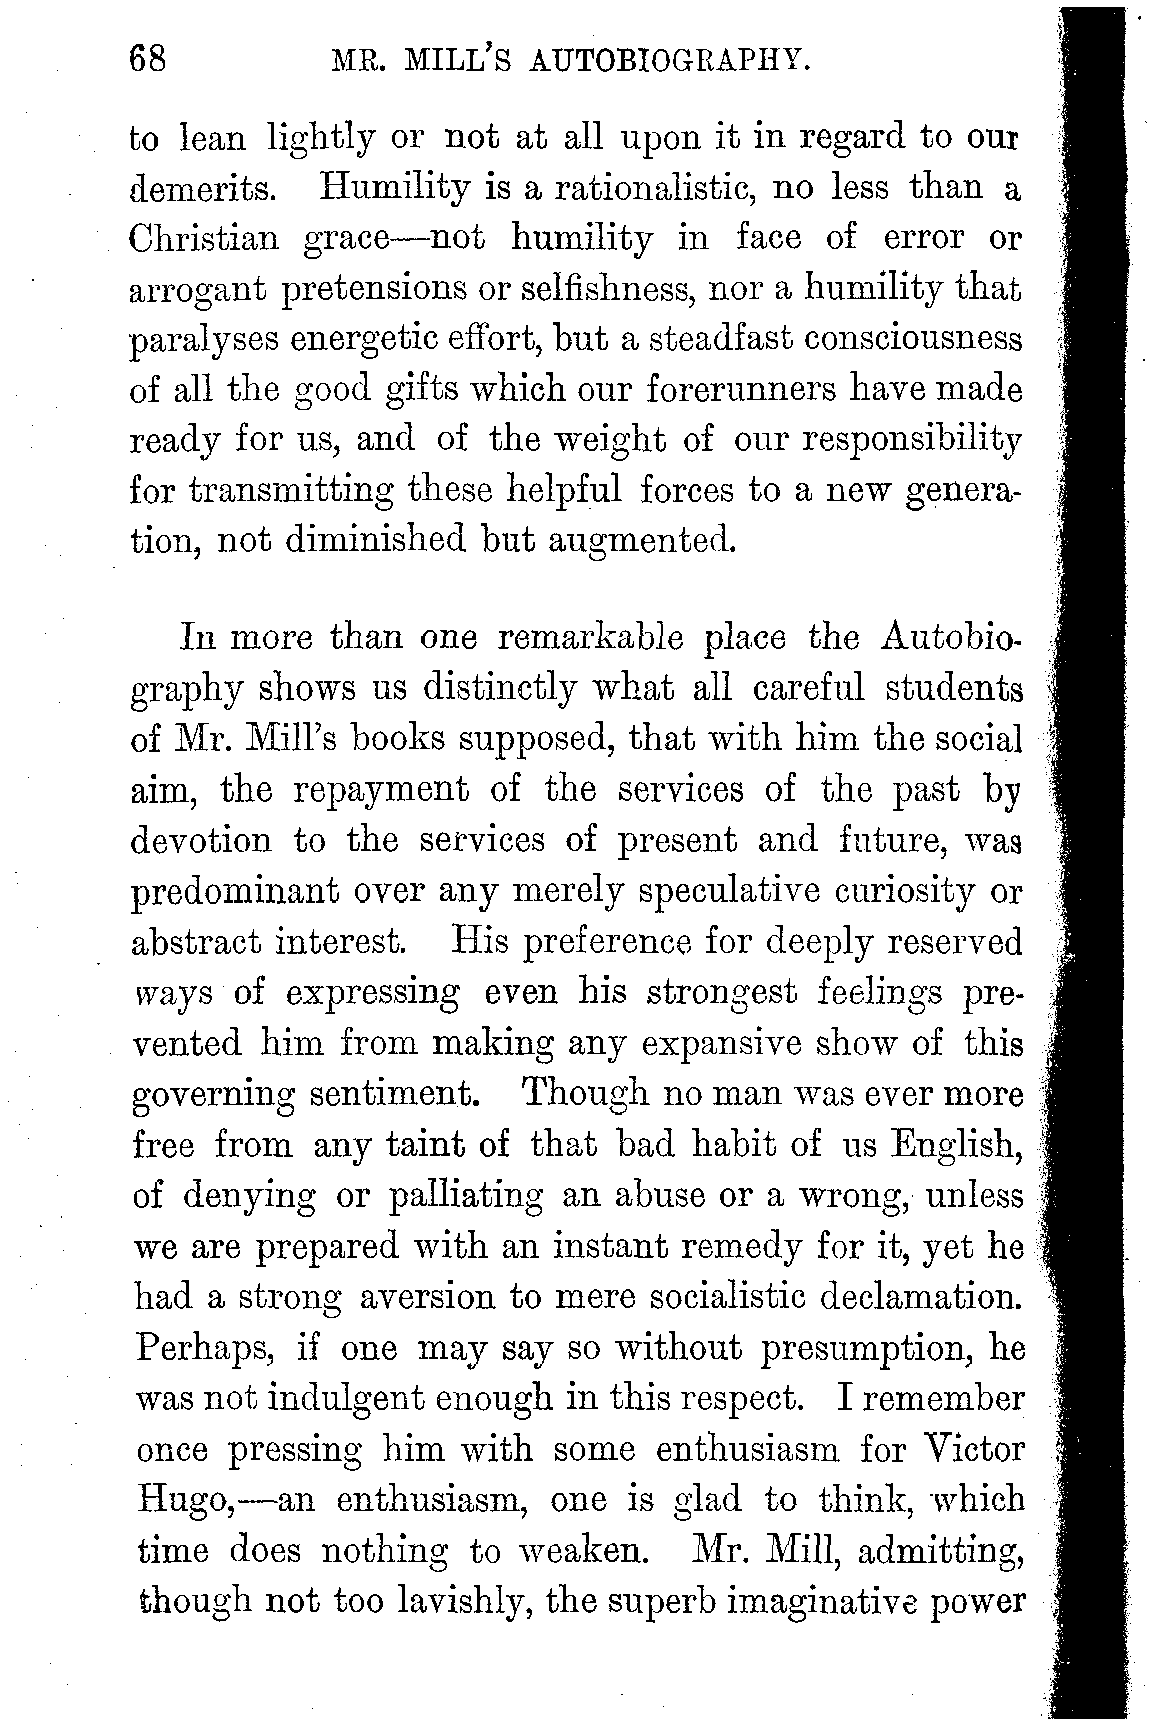 68 MR. MILL'S AUTOBIOGRAPHY.
to lean lightly or not at all upon it in regard to our
demerits. Humility is a rationalistic, no less than a
Christian grace—not humility in face of error or
arrogant pretensions or selfishness, nor a humility that
paralyses energetic effort, but a steadfast consciousness
of all the good gifts which our forerunners have made
ready for us, and of the weight of our responsibility
for transmitting these helpful forces to a new genera-
tion, not diminished but augmented.
In more than one remarkable place the Autobio-
graphy shows us distinctly what all careful students
of Mr. Mill's books supposed, that with him the social
aim, the repayment of the services of the past by
devotion to the services of present and future, was
predominant over any merely speculative curiosity or
abstract interest. His preference for deeply reserved
ways of expressing even his strongest feelings pre-
vented him from making any expansive show of this
governing sentiment. Though no man was ever more
free from any taint of that bad habit of us English,
of denying or palliating an abuse or a wrong, unless
we are prepared with an instant remedy for it, yet he
had a strong aversion to mere socialistic declamation.
Perhaps, if one may say so without presumption, he
was not indulgent enough in this respect. I remember
once pressing him with some enthusiasm for Victor
Hugo,—an enthusiasm, one is glad to think, which
time does nothing to weaken. Mr. Mill, admitting,
though not too lavishly, the superb imaginative power